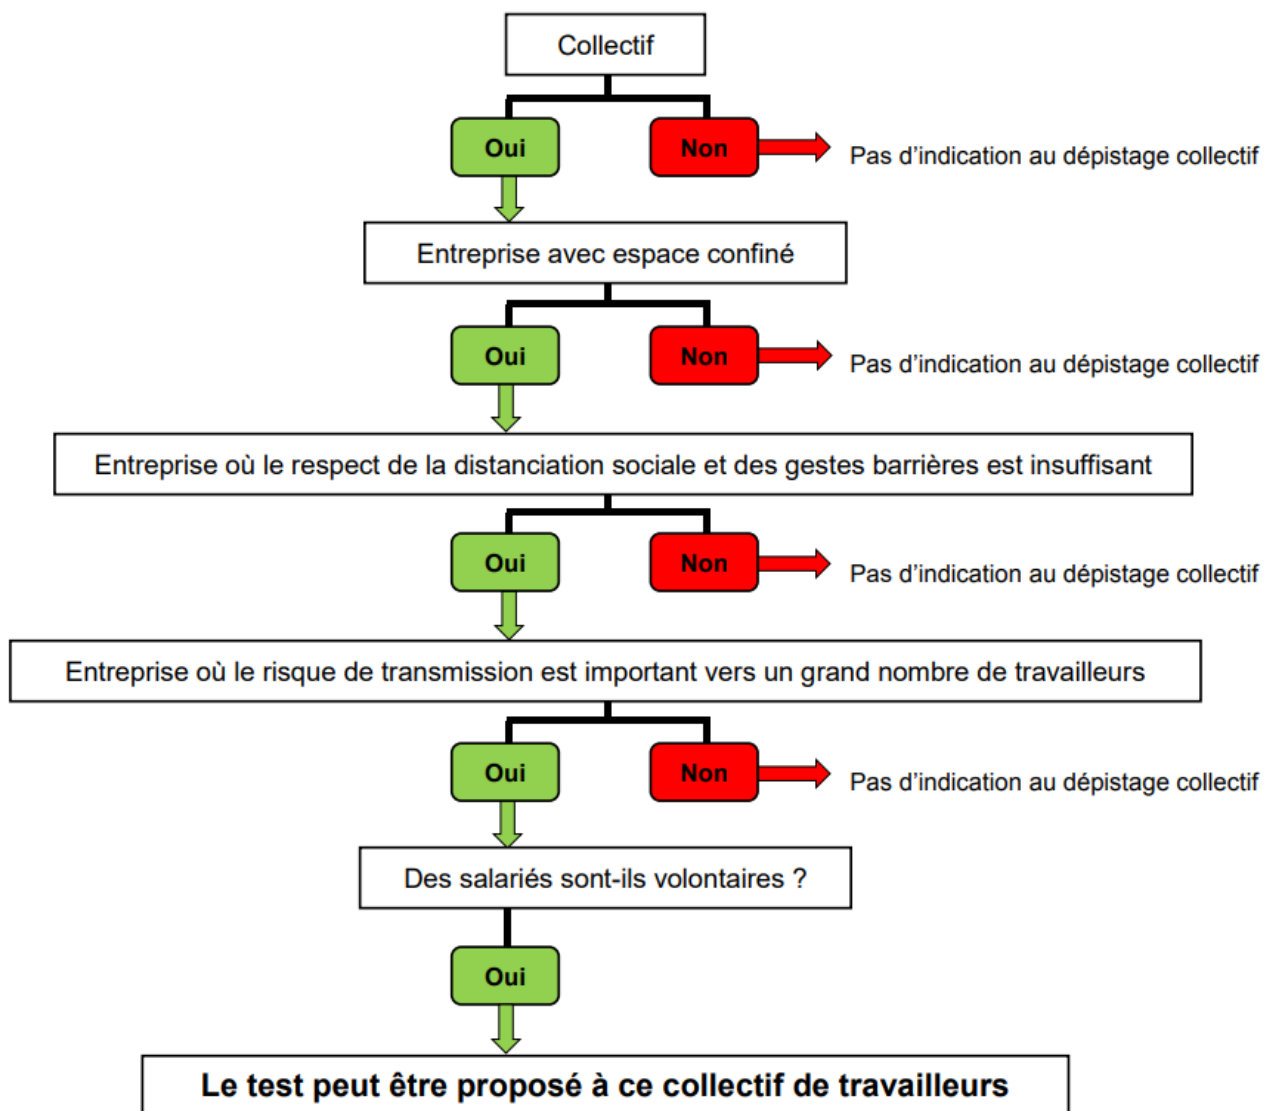 Collectif
Oui
Non
Pas d’indication au dépistage collectif
Entreprise avec espace confiné
Oui
Non
Pas d’indication au dépistage collectif
Entreprise où le respect de la distanciation sociale et des gestes barrières est insuffisant
Oui
Non
Pas d’indication au dépistage collectif
Entreprise où le risque de transmission est important vers un grand nombre de travailleurs
Oui
Non
Pas d’indication au dépistage collectif
Des salariés sont-ils volontaires ?
Oui
Le test peut être proposé à ce collectif de travailleurs